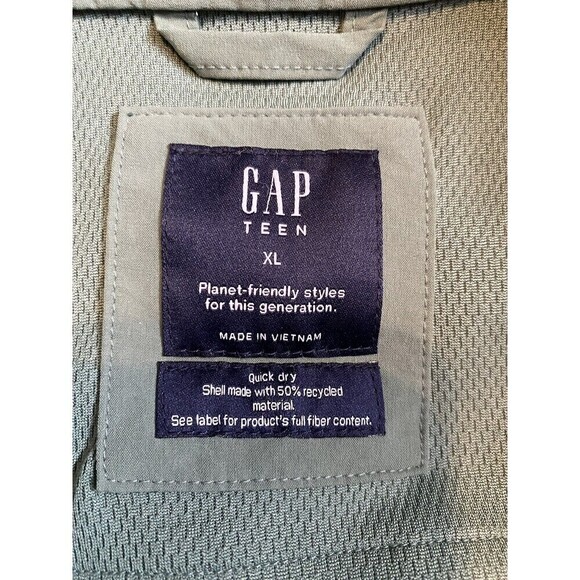 GAP
TEEN
XL
Planet-friendly styles
for this generation.
MADE IN VIETNAM
Quick dry
Shell made with 50% recycled
material.
See label for product's full fiber content.